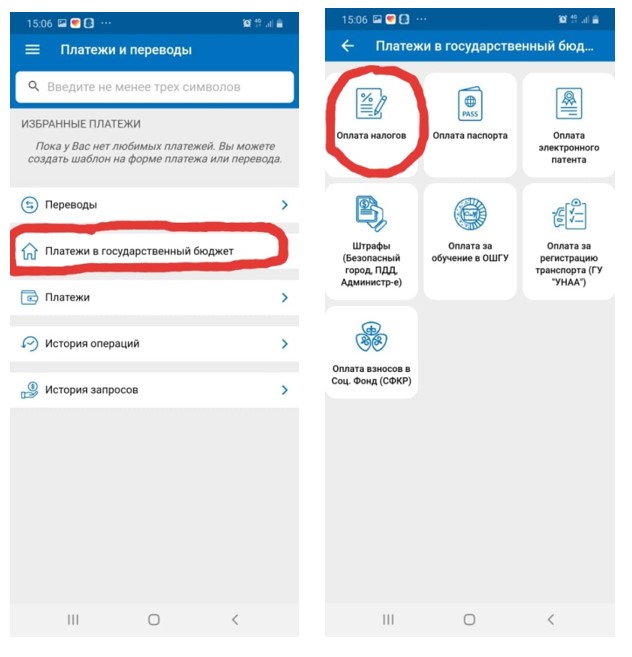 15:06
Платежи и переводы
Введите не менее трех символов
ИЗБРАННЫЕ ПЛАТЕЖИ
Пока у Вас нет любимых платежей. Вы можете
создать шаблон на форме платежа или перевода.
Переводы
Платежи в государственный бюджет
Платежи
История операций
История запросов
15:06
Платежи в государственный бюд...
Оплата налогов
PASS
Оплата паспорта
Оплата
электронного
патента
Штрафы
(Безопасный
город, ПДД,
Администр-е)
Оплата за
обучение в ОШГУ
Оплата за
регистрацию
транспорта (ГУ
"УНАА")
Оплата взносов в
Соц. Фонд (СФКР)